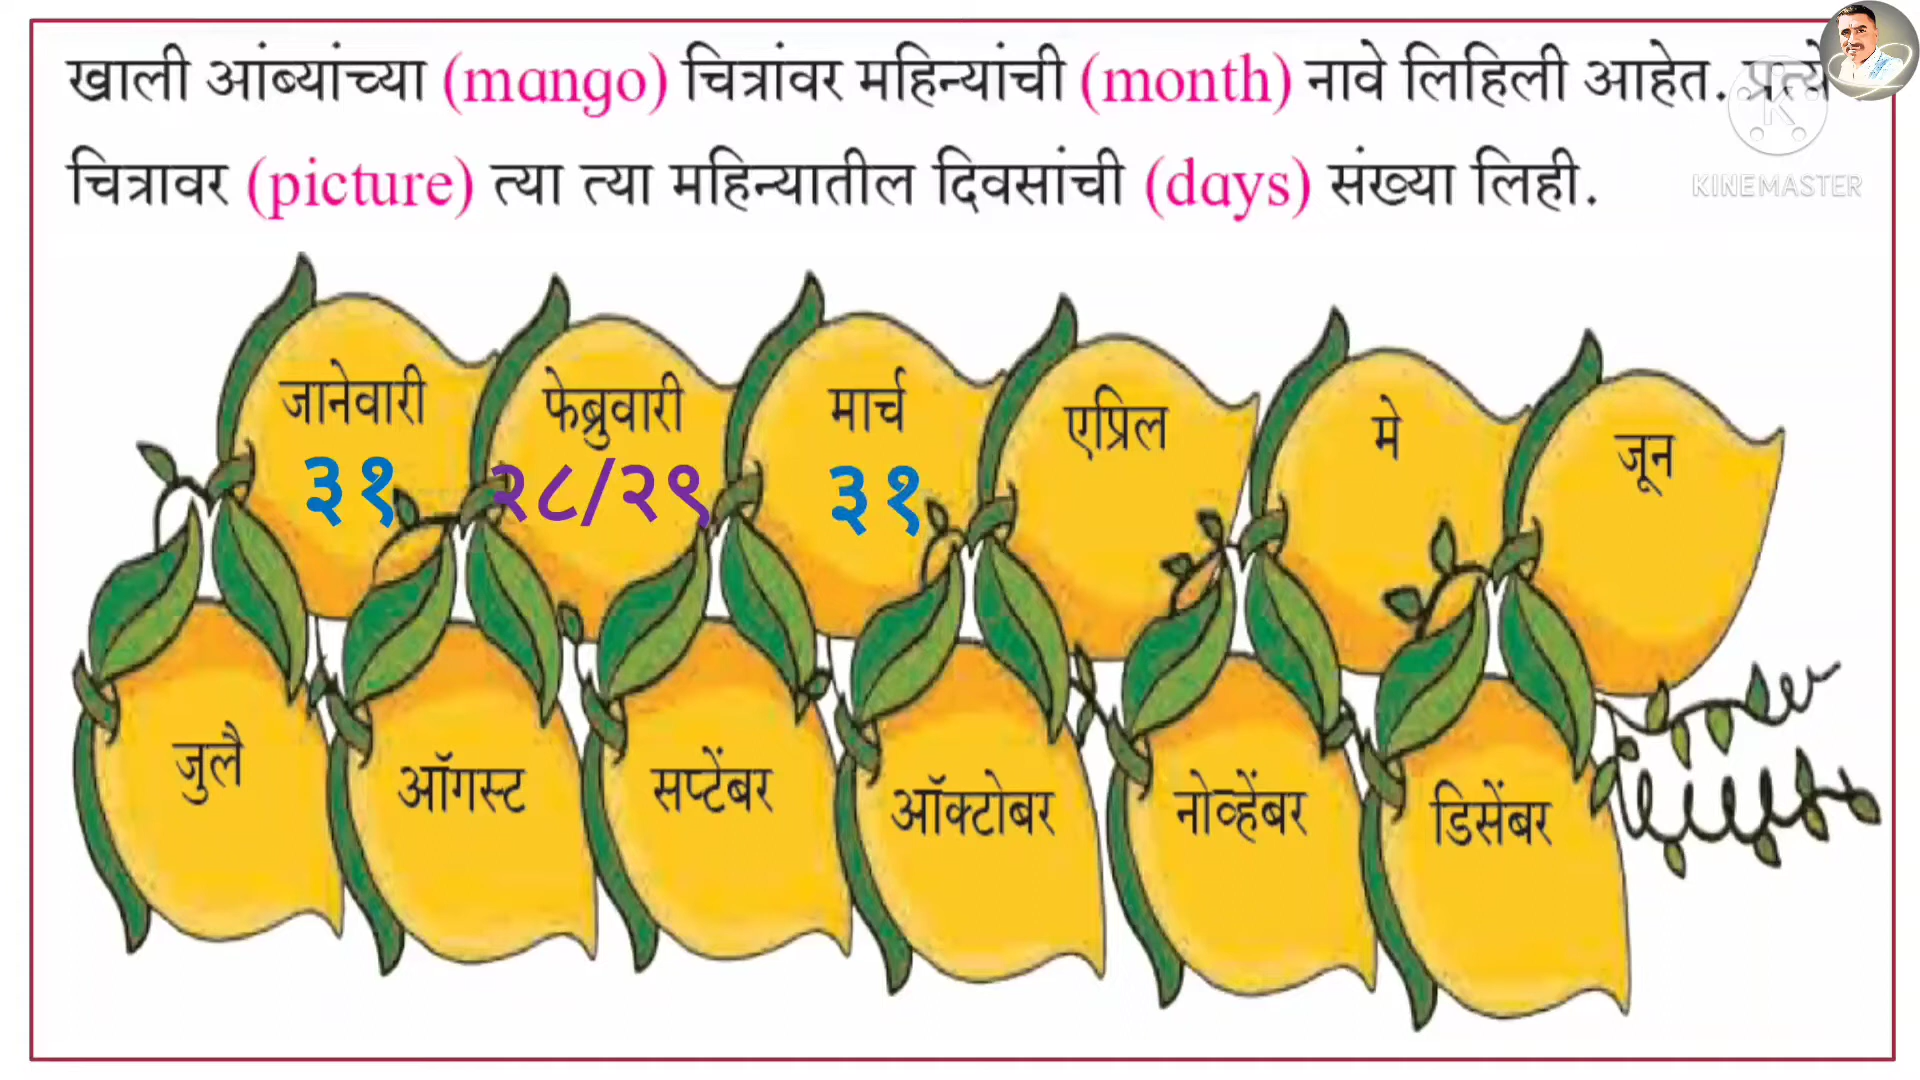 खाली आंब्यांच्या (mango) चित्रांवर महिन्यांची (month) नावे लिहिली आहेत.
चित्रावर (picture) त्या त्या महिन्यातील दिवसांची (days) संख्या लिही.
KINEMASTER
जानेवारी फेब्रुवारी मार्च एप्रिल मे जून
३१ २८/२९ ३१
जुलै ऑगस्ट सप्टेंबर ऑक्टोबर नोव्हेंबर डिसेंबर